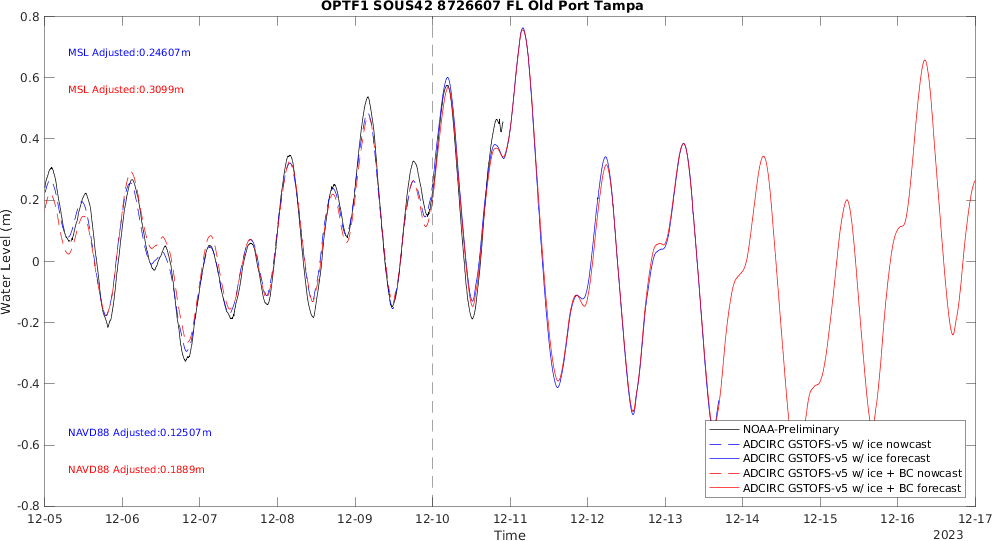 OPTF1 SOUS42 8726607 FL Old Port Tampa
0.8
0.6
0.4
0.2
0
-0.2
-0.4
-0.6
-0.8
Water Level (m)
MSL Adjusted:0.24607m
MSL Adjusted:0.3099m
NAVD88 Adjusted:0.12507m
NAVD88 Adjusted:0.1889m
NOAA-Preliminary
ADCIRC GSTOFS-v5 w/ ice nowcast
ADCIRC GSTOFS-v5 w/ ice forecast
ADCIRC GSTOFS-v5 w/ ice + BC nowcast
ADCIRC GSTOFS-v5 w/ ice + BC forecast
12-05 12-06 12-07 12-08 12-09 12-10 12-11 12-12 12-13 12-14 12-15 12-16 12-17
Time
2023